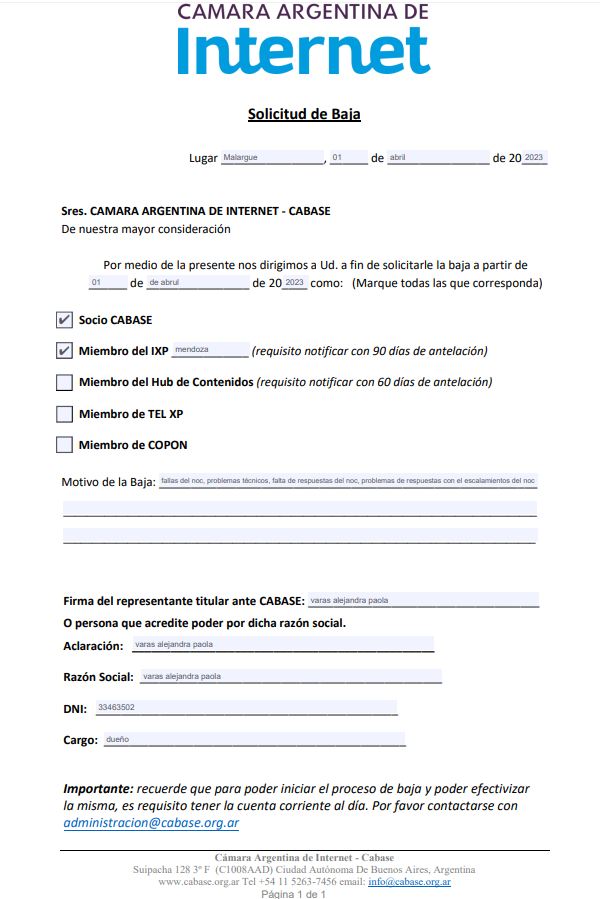 CAMARA ARGENTINA DE
Internet
Solicitud de Baja
Lugar Malargue, 01 de abril de 20 2023
Sres. CAMARA ARGENTINA DE INTERNET - CABASE
De nuestra mayor consideración
Por medio de la presente nos dirigimos a Ud. a fin de solicitarle la baja a partir de
01 de de abrul de 20 2023 como: (Marque todas las que corresponda)
✔ Socio CABASE
✔ Miembro del IXP mendoza (requisito notificar con 90 días de antelación)
Miembro del Hub de Contenidos (requisito notificar con 60 días de antelación)
Miembro de TEL XP
Miembro de COPON
Motivo de la Baja: fallas del noc, problemas técnicos, falta de respuestas del noc, problemas de respuestas con el escalamientos del noc
Firma del representante titular ante CABASE: varas alejandra paola
O persona que acredite poder por dicha razón social.
Aclaración: varas alejandra paola
Razón Social: varas alejandra paola
DNI: 33463502
Cargo: dueño
Importante: recuerde que para poder iniciar el proceso de baja y poder efectivizar
la misma, es requisito tener la cuenta corriente al día. Por favor contactarse con
administracion@cabase.org.ar
Cámara Argentina de Internet - Cabase
Suipacha 128 3º F (C1008AAD) Ciudad Autónoma De Buenos Aires, Argentina
www.cabase.org.ar Tel +54 11 5263-7456 email: info@cabase.org.ar
Página 1 de 1